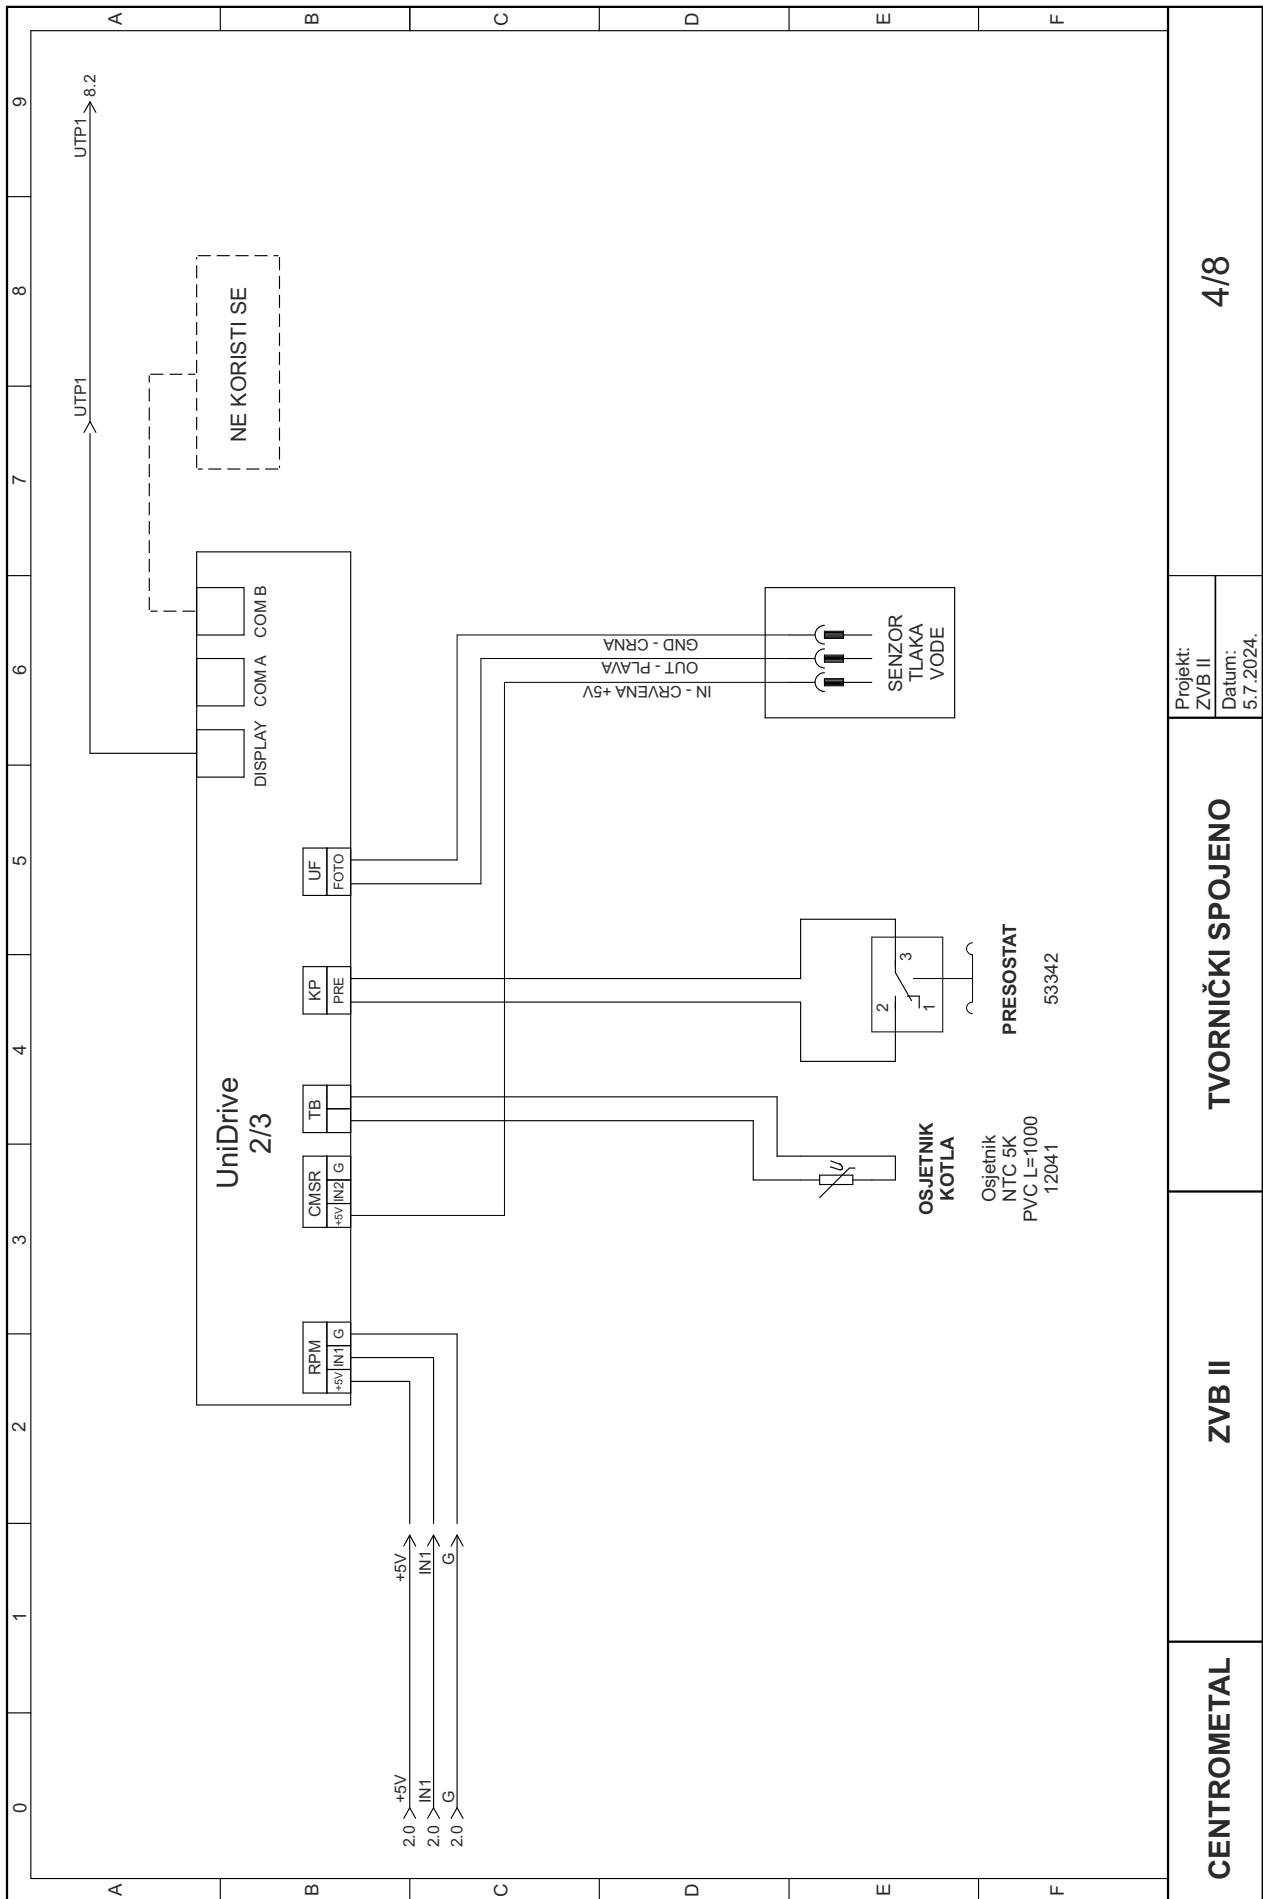 0 1 2 3 4 5 6 7 8 9
A
B
C
D
E
F
A
B
C
D
E
F
UTP1
UTP1
8.2
NE KORISTI SE
UniDrive
2/3
DISPLAY
COM A
COM B
RPM
+5V IN1 G
CMSR
+5V IN2 G
TB
KP
PRE
UF
FOTO
2.0
+5V
+5V
2.0
IN1
IN1
2.0
G
G
GND - CRNA
OUT - PLAVA
IN - CRVENA +5V
SENZOR
TLAKA
VODE
2
3
1
PRESOSTAT
53342
U
OSJETNIK
KOTLA
Osjetnik
NTC 5K
PVC L=1000
12041
CENTROMETAL
ZVB II
TVORNIČKI SPOJENO
Projekt:
ZVB II
Datum:
5.7.2024.
4/8